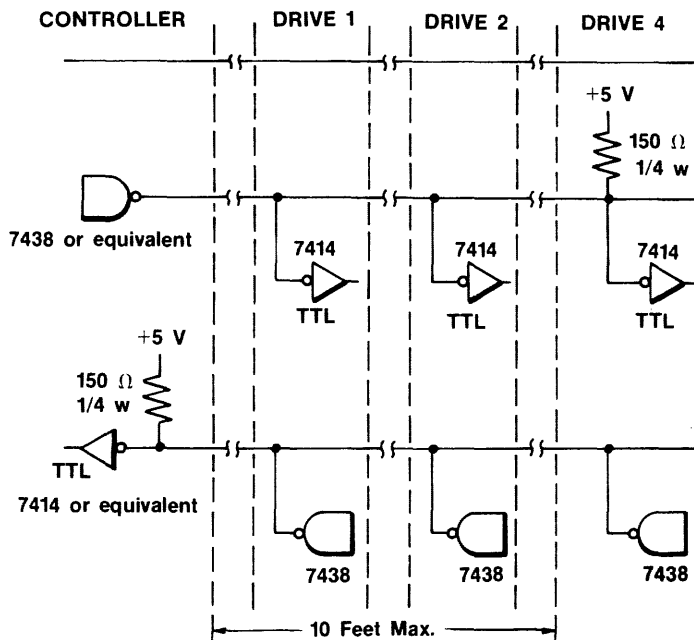 CONTROLLER DRIVE 1 DRIVE 2 DRIVE 4
+5 V
150 Ω
1/4 w
7438 or equivalent
7414 7414 7414
TTL TTL TTL
+5 V
150 Ω
1/4 w
TTL
7414 or equivalent
7438 7438 7438
10 Feet Max.